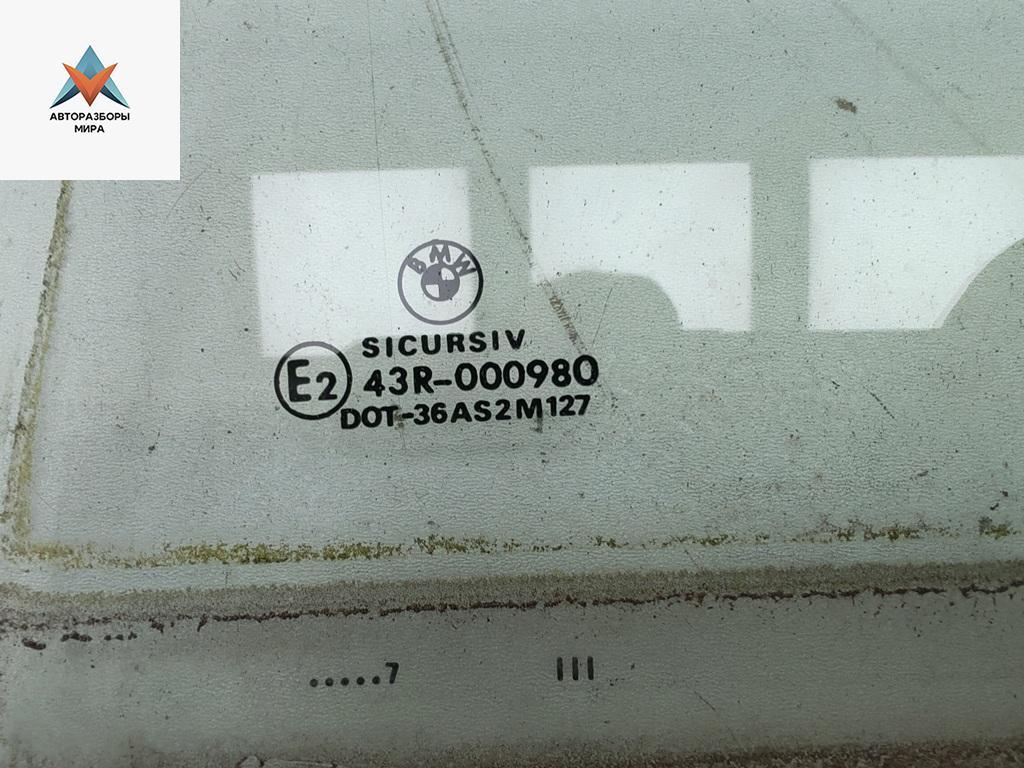 АВТОРАЗБОРЫ
МИРА
BMW
SICURSIV
E2
43R-000980
DOT-36AS2M127
.....7
III